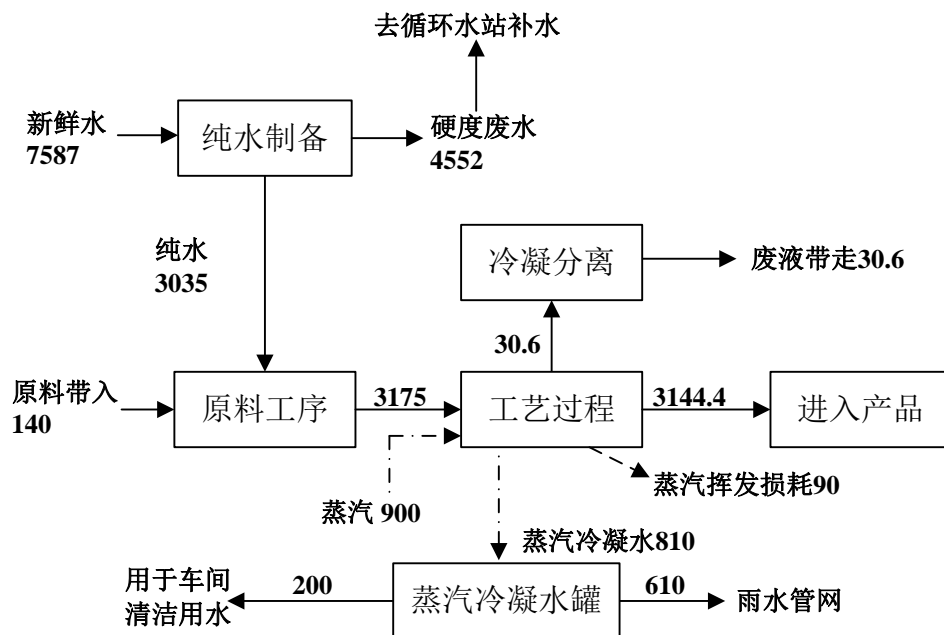 去循环水站补水
新鲜水
7587
纯水制备
硬度废水
4552
纯水
3035
冷凝分离
废液带走30.6
30.6
原料带入
140
原料工序
3175
工艺过程
3144.4
进入产品
蒸汽 900
蒸汽挥发损耗90
蒸汽冷凝水810
用于车间
清洁用水
200
蒸汽冷凝水罐
610
雨水管网